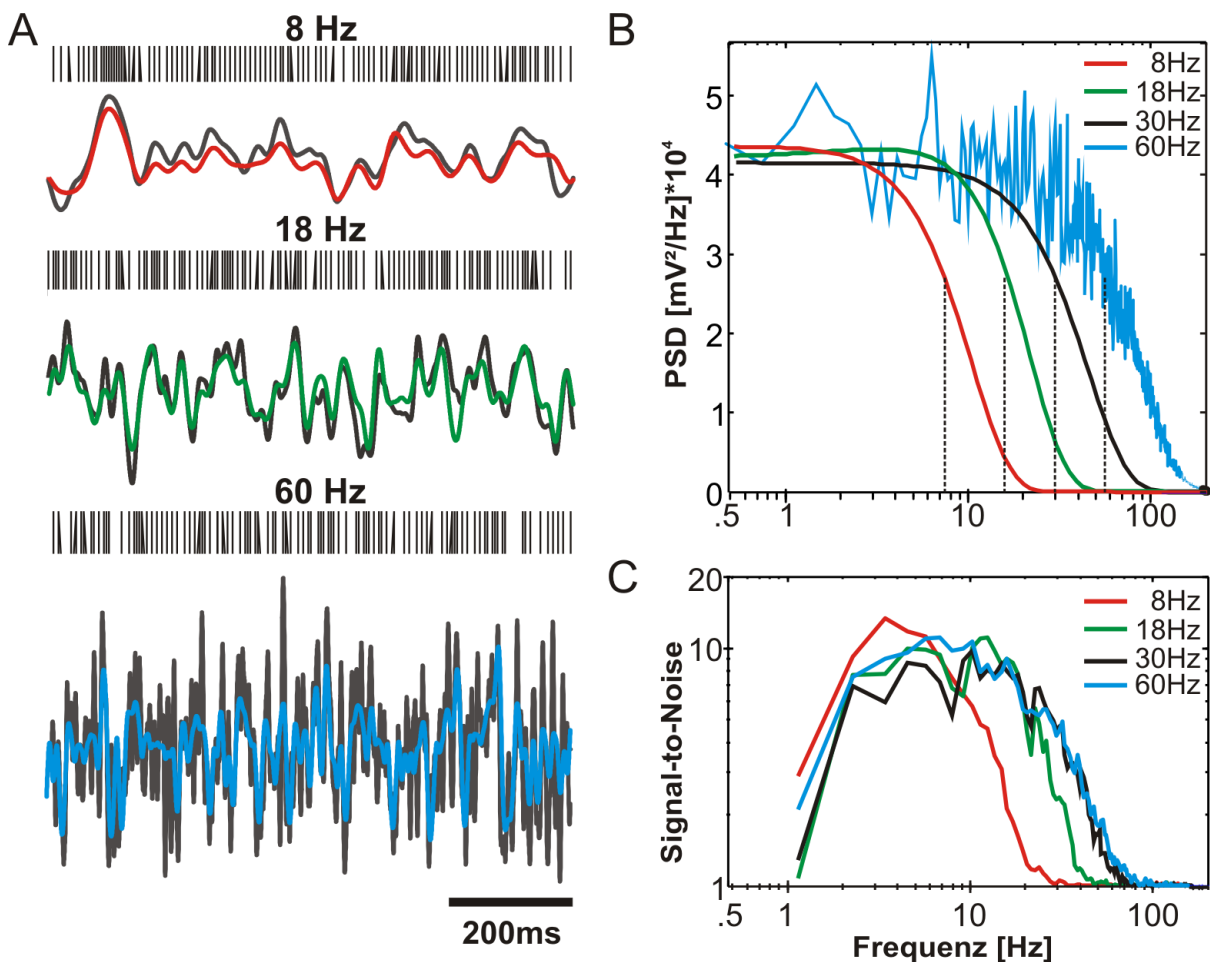 A
8 Hz
18 Hz
60 Hz
200ms
B
PSD [mV²/Hz]*10⁴
5
4
3
2
1
0
.5
1
10
100
8Hz
18Hz
30Hz
60Hz
C
Signal-to-Noise
20
10
1
.5
1
10
100
8Hz
18Hz
30Hz
60Hz
Frequenz [Hz]